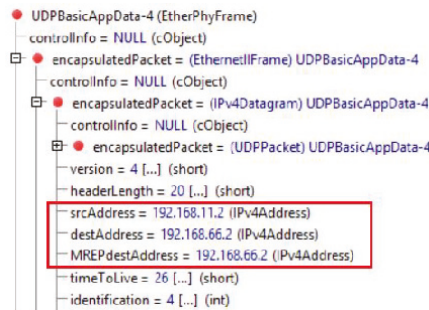 UDPBasicAppData-4 (EtherPhyFrame)
controlInfo = NULL (cObject)
encapsulatedPacket = (EthernetIIFrame) UDPBasicAppData-4
controlInfo = NULL (cObject)
encapsulatedPacket = (IPv4Datagram) UDPBasicAppData-4
controlInfo = NULL (cObject)
encapsulatedPacket = (UDPPacket) UDPBasicAppData-4
version = 4 [...] (short)
headerLength = 20 [...] (short)
srcAddress = 192.168.11.2 (IPv4Address)
destAddress = 192.168.66.2 (IPv4Address)
MREPdestAddress = 192.168.66.2 (IPv4Address)
timeToLive = 26 [...] (short)
identification = 4 [...] (int)